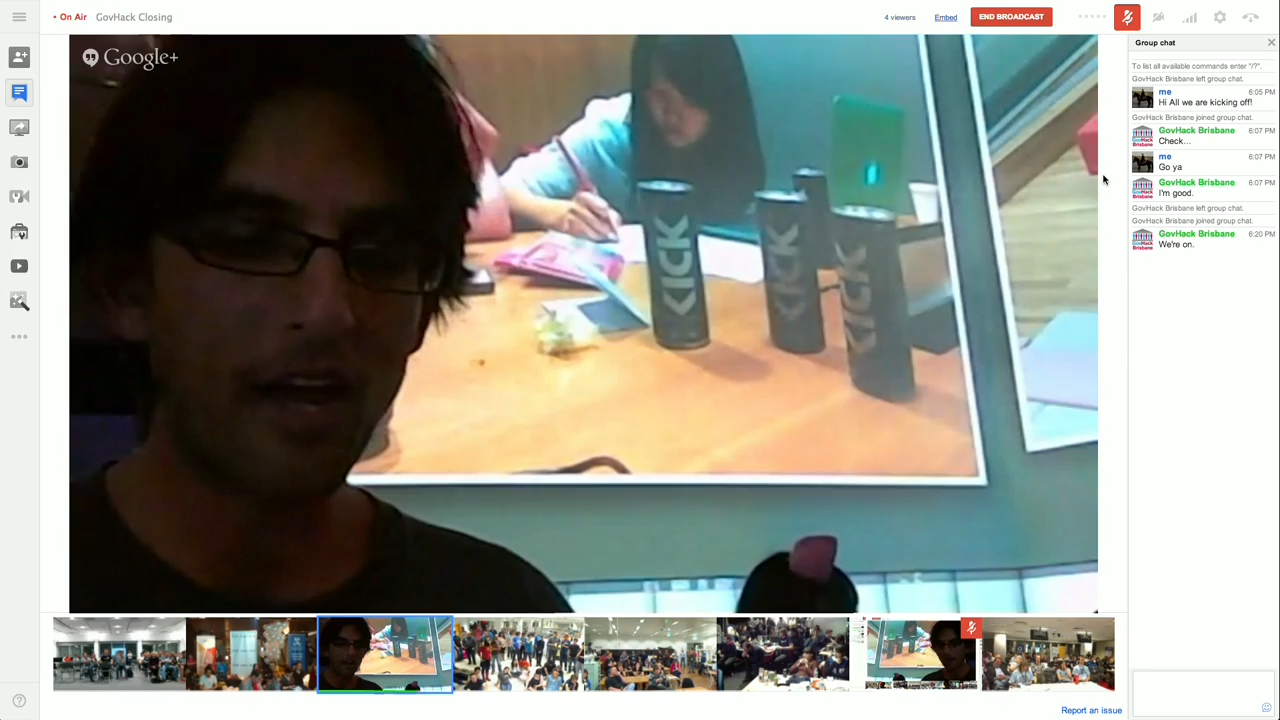 • On Air
GovHack Closing
4 viewers
Embed
END BROADCAST
Google+
KICK
KICK
KICK
Group chat
To list all available commands enter "/?".
GovHack Brisbane left group chat.
me 6:05 PM
Hi All we are kicking off!
GovHack Brisbane joined group chat.
GovHack Brisbane 6:07 PM
Check...
me 6:07 PM
Go ya
GovHack Brisbane 6:07 PM
I'm good.
GovHack Brisbane left group chat.
GovHack Brisbane joined group chat.
GovHack Brisbane 6:20 PM
We're on.
Report an issue